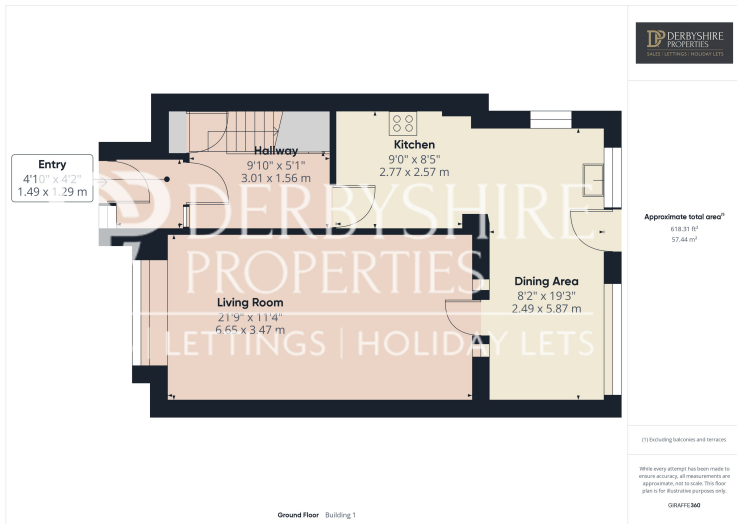 DERBYSHIRE
PROPERTIES
SALES | LETTINGS | HOLIDAY LETS
Entry
4'10" x 4'2"
1.49 x 1.29 m
Hallway
9'10" x 5'1"
3.01 x 1.56 m
Kitchen
9'0" x 8'5"
2.77 x 2.57 m
Living Room
21'9" x 11'4"
6.65 x 3.47 m
Dining Area
8'2" x 19'3"
2.49 x 5.87 m
DERBYSHIRE
PROPERTIES
LETTINGS | HOLIDAY LETS
Approximate total area(1)
618.31 ft²
57.44 m²
(1) Excluding balconies and terraces
While every attempt has been made to
ensure accuracy, all measurements are
approximate, not to scale. This floor
plan is for illustrative purposes only.
GIRAFFE360
Ground Floor Building 1